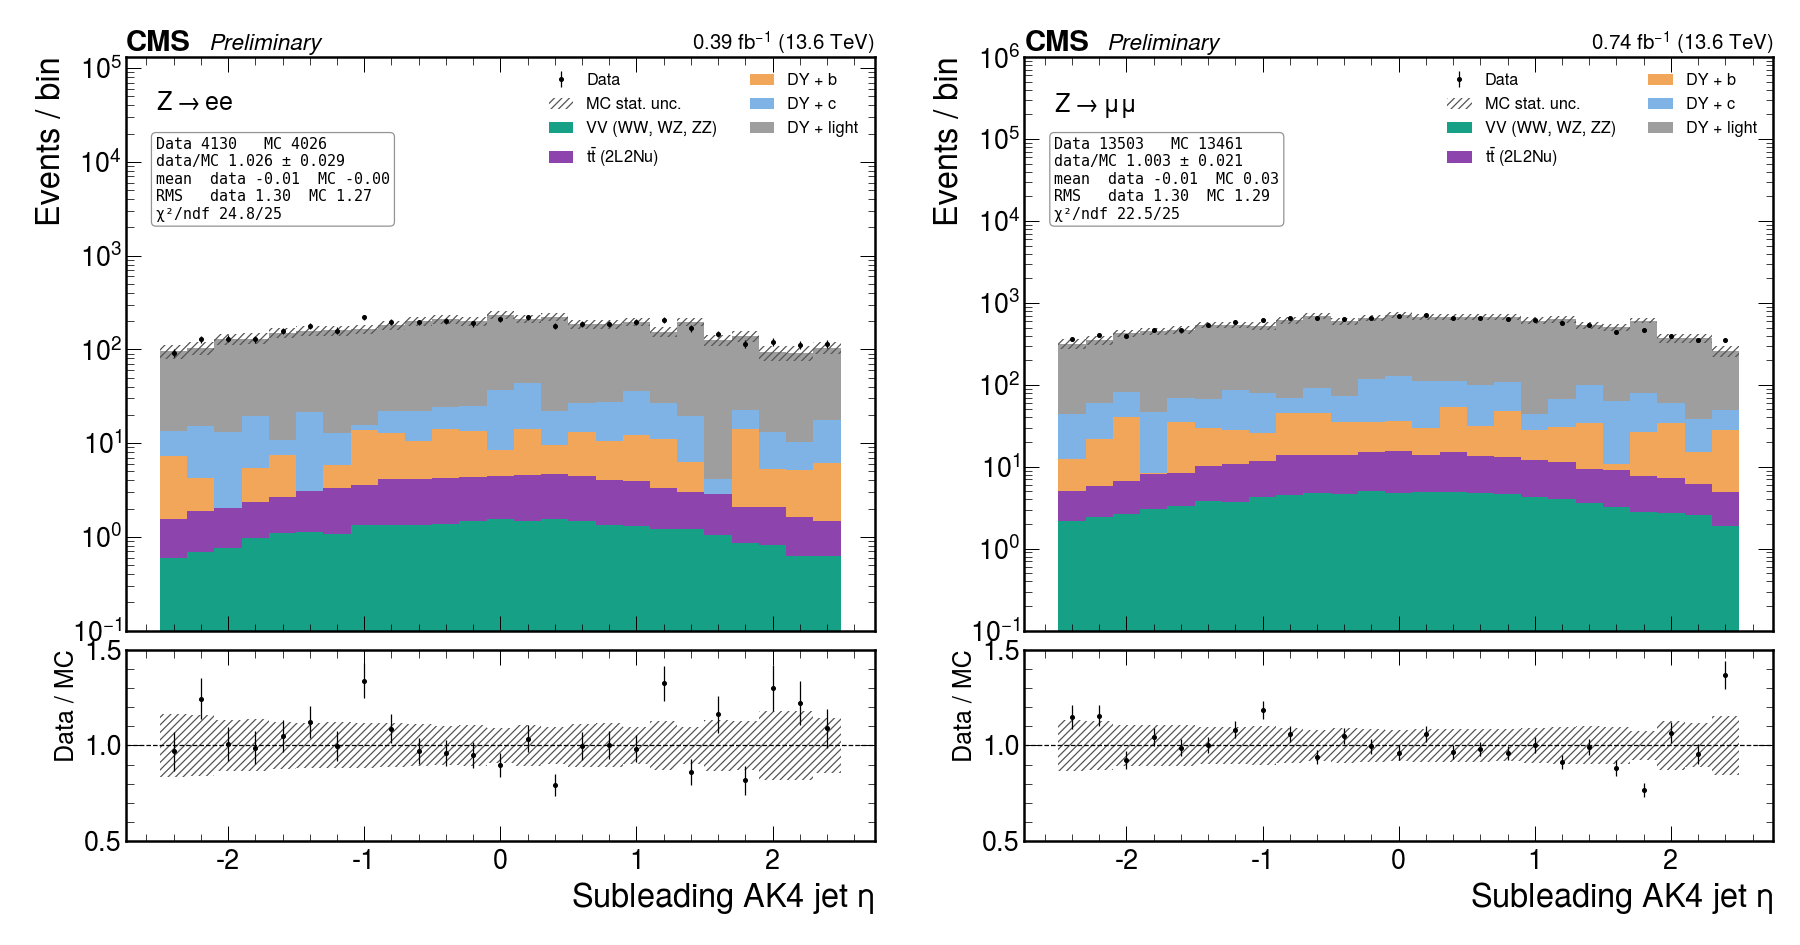 CMS Preliminary 0.39 fb⁻¹ (13.6 TeV)
Events / bin
10⁵
10⁴
10³
10²
10¹
10⁰
10⁻¹
Z→ee
Data 4130 MC 4026
data/MC 1.026 ± 0.029
mean data -0.01 MC -0.00
RMS data 1.30 MC 1.27
χ²/ndf 24.8/25
Data
MC stat. unc.
VV (WW, WZ, ZZ)
tt̄ (2L2Nu)
DY + b
DY + c
DY + light
Data / MC
1.5
1.0
0.5
-2 -1 0 1 2
Subleading AK4 jet η
CMS Preliminary 0.74 fb⁻¹ (13.6 TeV)
Events / bin
10⁶
10⁵
10⁴
10³
10²
10¹
10⁰
10⁻¹
Z→μμ
Data 13503 MC 13461
data/MC 1.003 ± 0.021
mean data -0.01 MC 0.03
RMS data 1.30 MC 1.29
χ²/ndf 22.5/25
Data
MC stat. unc.
VV (WW, WZ, ZZ)
tt̄ (2L2Nu)
DY + b
DY + c
DY + light
Data / MC
1.5
1.0
0.5
-2 -1 0 1 2
Subleading AK4 jet η